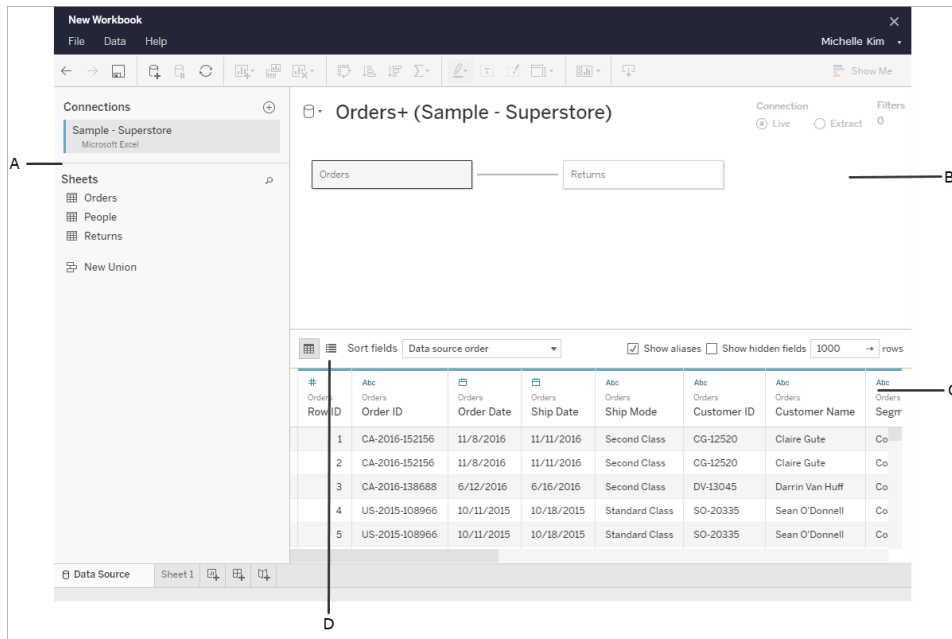 New Workbook
File Data Help
Michelle Kim
Show Me
Connections
Sample - Superstore
Microsoft Excel
A
Sheets
Orders
People
Returns
New Union
Orders+ (Sample - Superstore)
Connection
Live Extract
Filters
0
Orders
Returns
B
Sort fields Data source order Show aliases Show hidden fields 1000 → rows
# Abc Abc Abc Abc Abc
Orders Orders Orders Orders Orders Orders Orders Orders
Row ID Order ID Order Date Ship Date Ship Mode Customer ID Customer Name Segm
C
1 CA-2016-152156 11/8/2016 11/11/2016 Second Class CG-12520 Claire Gute Co
2 CA-2016-152156 11/8/2016 11/11/2016 Second Class CG-12520 Claire Gute Co
3 CA-2016-138688 6/12/2016 6/16/2016 Second Class DV-13045 Darrin Van Huff Co
4 US-2015-108966 10/11/2015 10/18/2015 Standard Class SO-20335 Sean O'Donnell Co
5 US-2015-108966 10/11/2015 10/18/2015 Standard Class SO-20335 Sean O'Donnell Co
Data Source Sheet 1
D